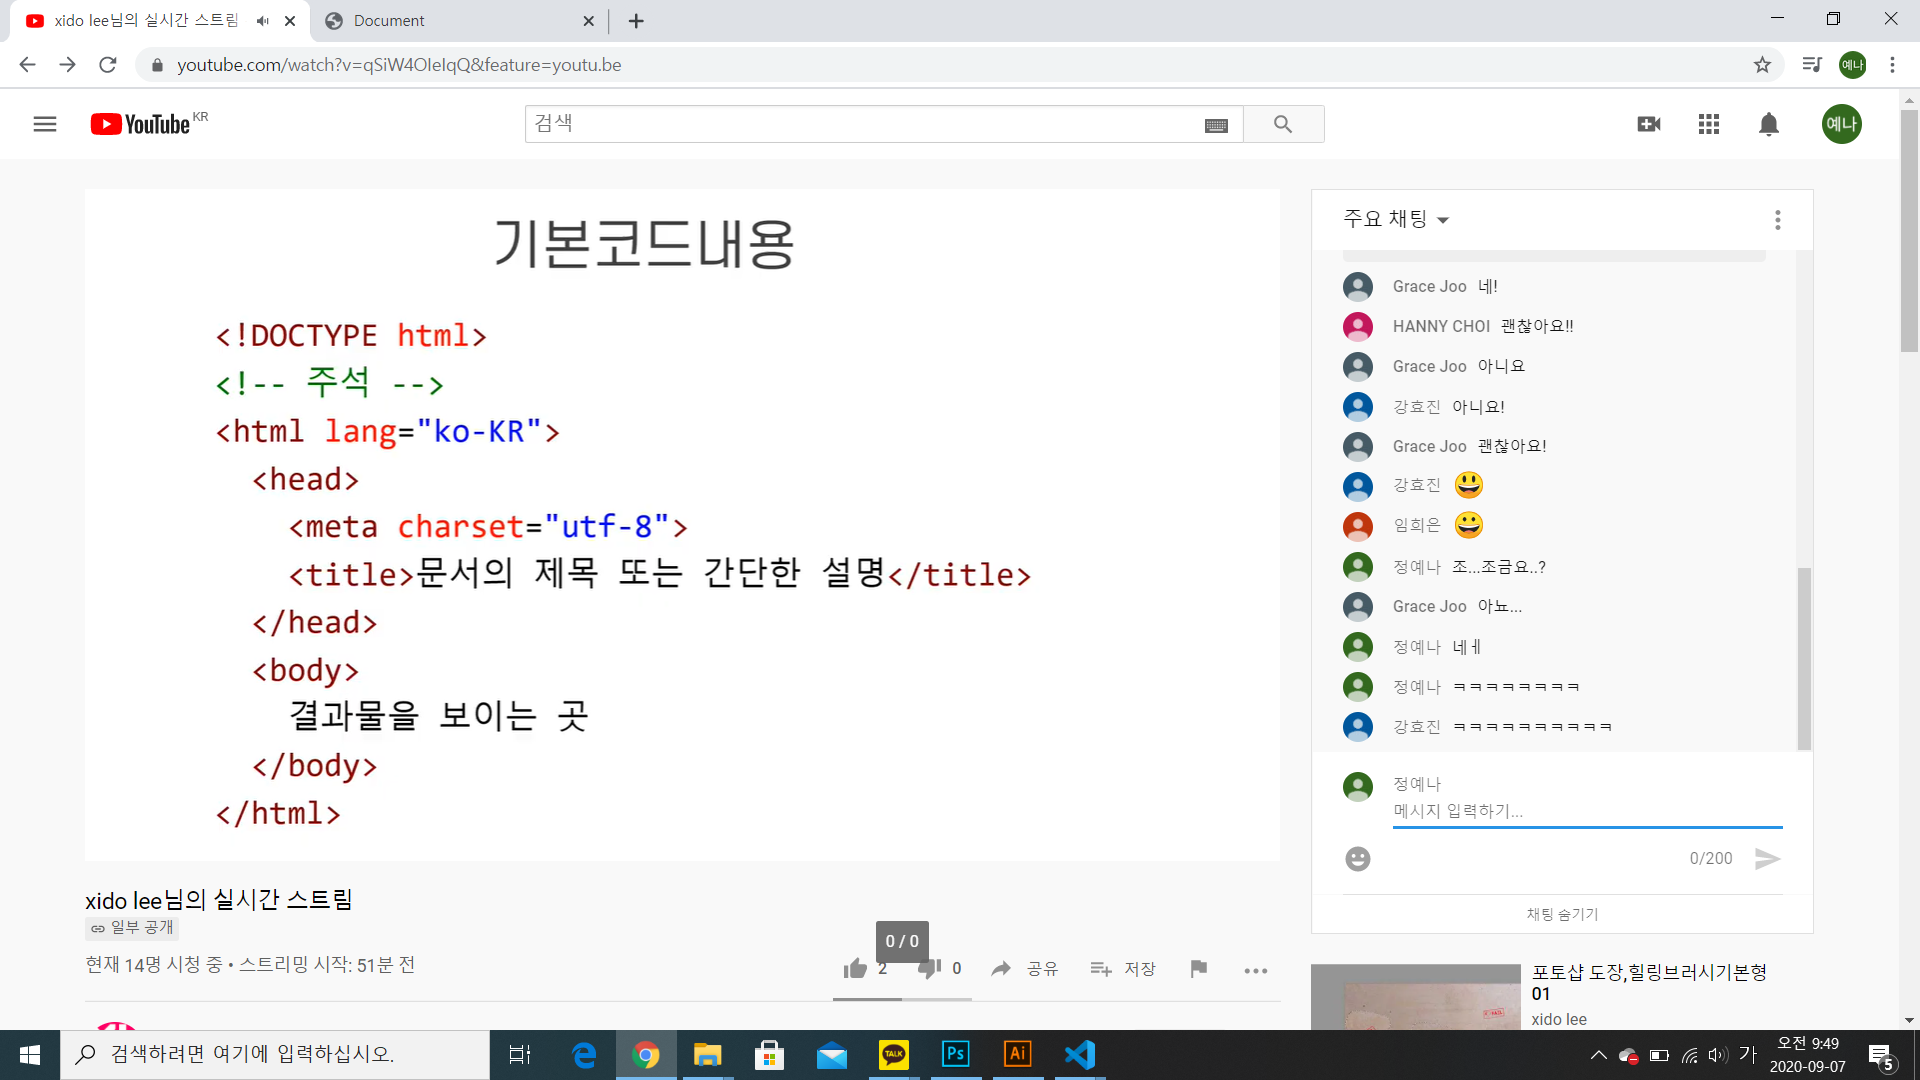 xido lee님의 실시간 스트림
Document
youtube.com/watch?v=qSiW4OIeIqQ&feature=youtu.be
예나
YouTube KR
검색
예나
기본코드내용
<!DOCTYPE html>
<!-- 주석 -->
<html lang="ko-KR">
<head>
<meta charset="utf-8">
<title>문서의 제목 또는 간단한 설명</title>
</head>
<body>
결과물을 보이는 곳
</body>
</html>
주요 채팅
Grace Joo 네!
HANNY CHOI 괜찮아요!!
Grace Joo 아니요
강효진 아니요!
Grace Joo 괜찮아요!
강효진 😃
임희은 😀
정예나 조...조금요..?
Grace Joo 아뇨...
정예나 네ㅔ
정예나 ㅋㅋㅋㅋㅋㅋㅋㅋ
강효진 ㅋㅋㅋㅋㅋㅋㅋㅋㅋㅋ
정예나
메시지 입력하기...
0/200
채팅 숨기기
xido lee님의 실시간 스트림
일부 공개
현재 14명 시청 중 • 스트리밍 시작: 51분 전
0 / 0
2
0
공유
저장
포토샵 도장,힐링브러시기본형
01
xido lee
검색하려면 여기에 입력하십시오.
TALK
Ps
Ai
가
오전 9:49
2020-09-07
5